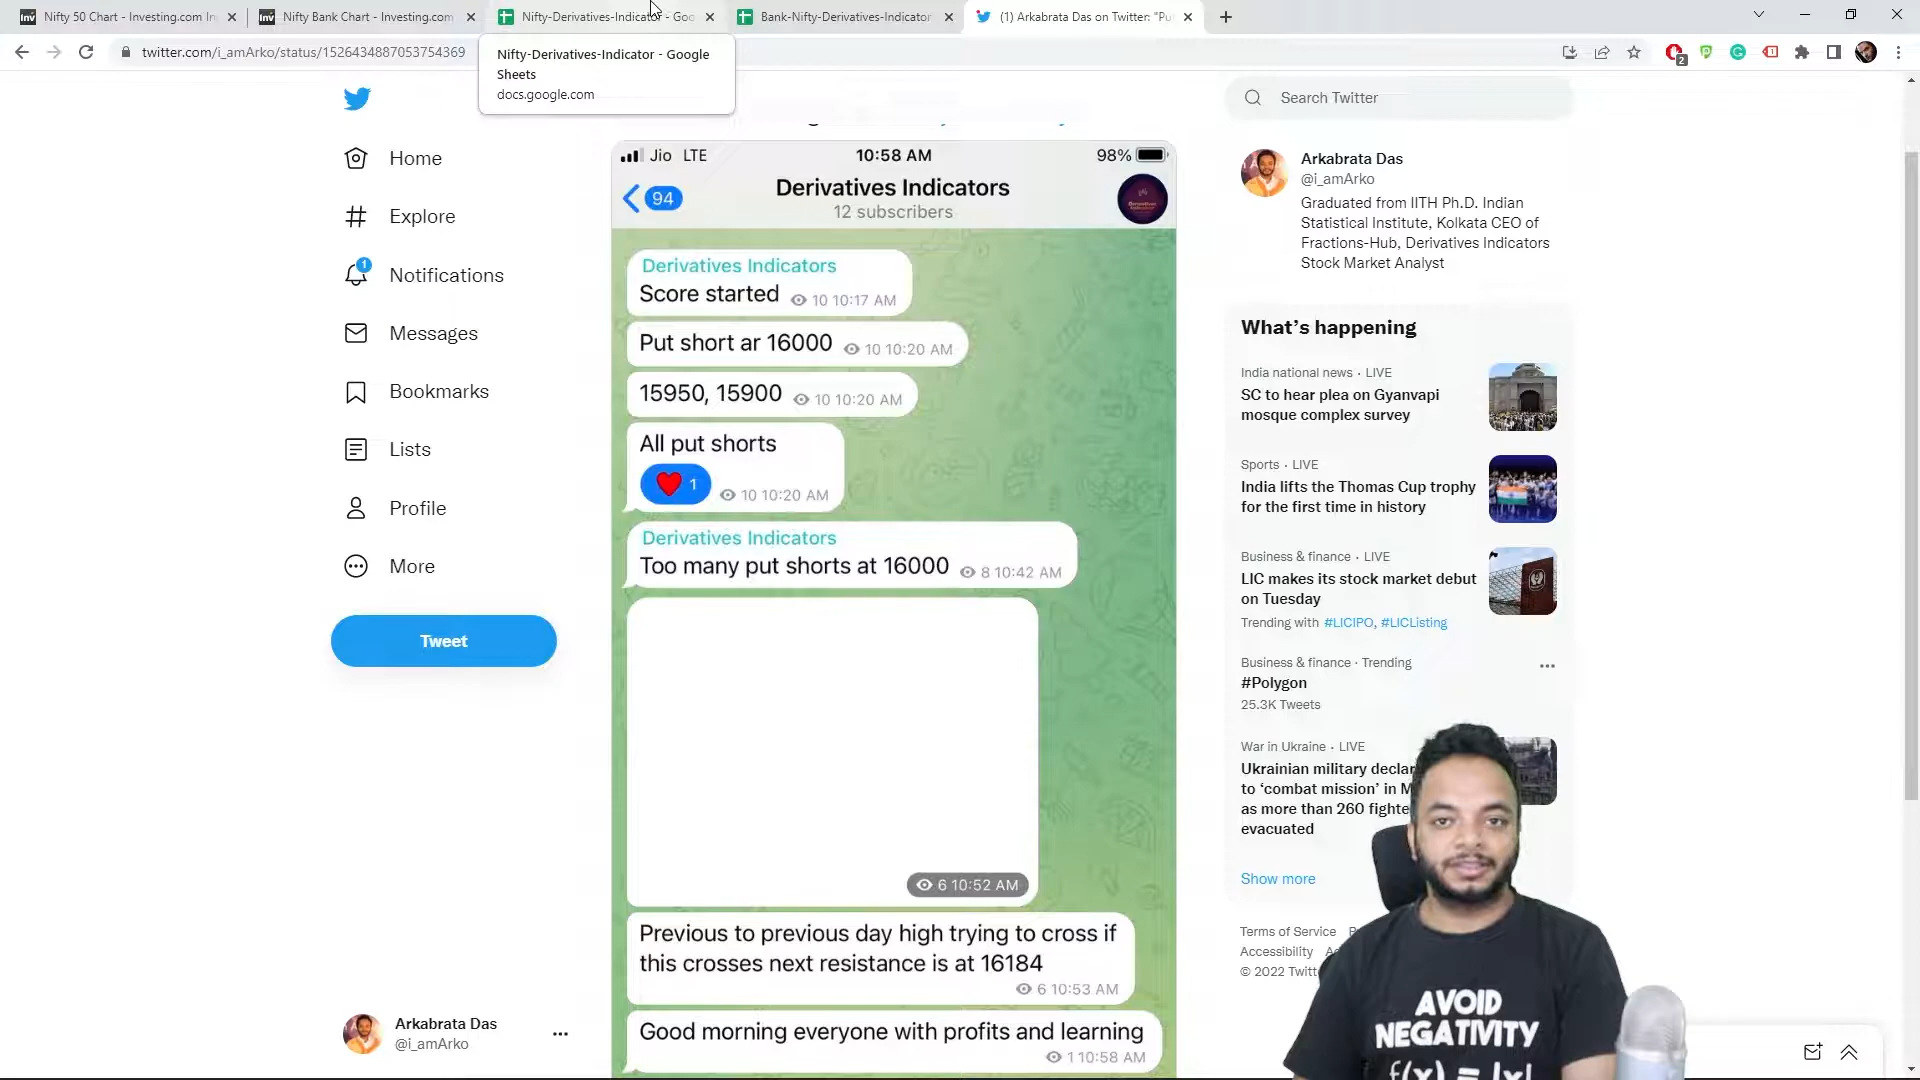 Nifty 50 Chart - Investing.com In
Nifty Bank Chart - Investing.com
Nifty-Derivatives-Indicator - Goo
Bank-Nifty-Derivatives-Indicator
(1) Arkabrata Das on Twitter: "Pu
twitter.com/i_amArko/status/1526434887053754369
Nifty-Derivatives-Indicator - Google
Sheets
docs.google.com
2
Home
Explore
1
Notifications
Messages
Bookmarks
Lists
Profile
More
Tweet
Arkabrata Das
@i_amArko
Jio LTE
10:58 AM
98%
94
Derivatives Indicators
12 subscribers
Derivatives Indicators
Score started 10 10:17 AM
Put short ar 16000 10 10:20 AM
15950, 15900 10 10:20 AM
All put shorts
1 10 10:20 AM
Derivatives Indicators
Too many put shorts at 16000 8 10:42 AM
6 10:52 AM
Previous to previous day high trying to cross if
this crosses next resistance is at 16184
6 10:53 AM
Good morning everyone with profits and learning
1 10:58 AM
Search Twitter
Arkabrata Das
@i_amArko
Graduated from IITH Ph.D. Indian
Statistical Institute, Kolkata CEO of
Fractions-Hub, Derivatives Indicators
Stock Market Analyst
What's happening
India national news · LIVE
SC to hear plea on Gyanvapi
mosque complex survey
Sports · LIVE
India lifts the Thomas Cup trophy
for the first time in history
Business & finance · LIVE
LIC makes its stock market debut
on Tuesday
Trending with #LICIPO, #LICListing
Business & finance · Trending
#Polygon
25.3K Tweets
War in Ukraine · LIVE
Ukrainian military declar
to 'combat mission' in M
as more than 260 fighte
evacuated
Show more
Terms of Service
Accessibility
© 2022 Twitt
AVOID
NEGATIVITY
f(x) = |x|